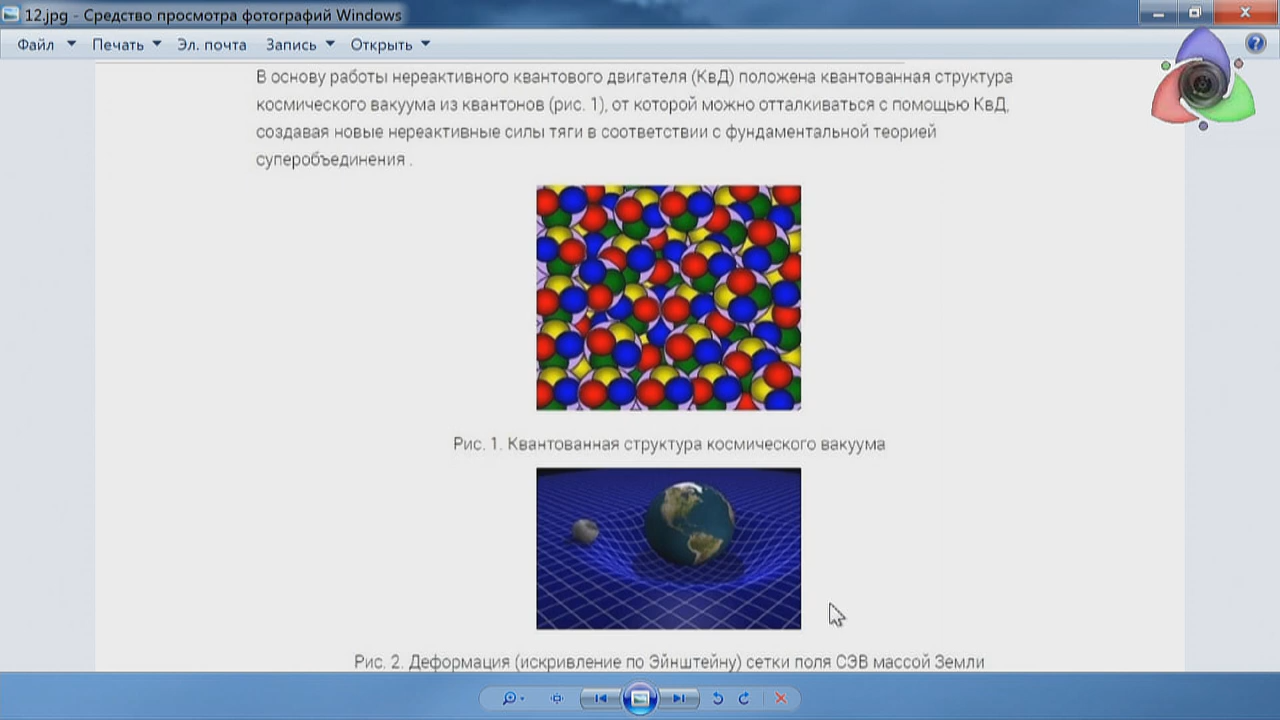 12.jpg - Средство просмотра фотографий Windows
Файл Печать Эл. почта Запись Открыть
В основу работы нереактивного квантового двигателя (КвД) положена квантованная структура
космического вакуума из квантонов (рис. 1), от которой можно отталкиваться с помощью КвД,
создавая новые нереактивные силы тяги в соответствии с фундаментальной теорией
суперобъединения .
Рис. 1. Квантованная структура космического вакуума
Рис. 2. Деформация (искривление по Эйнштейну) сетки поля СЭВ массой Земли